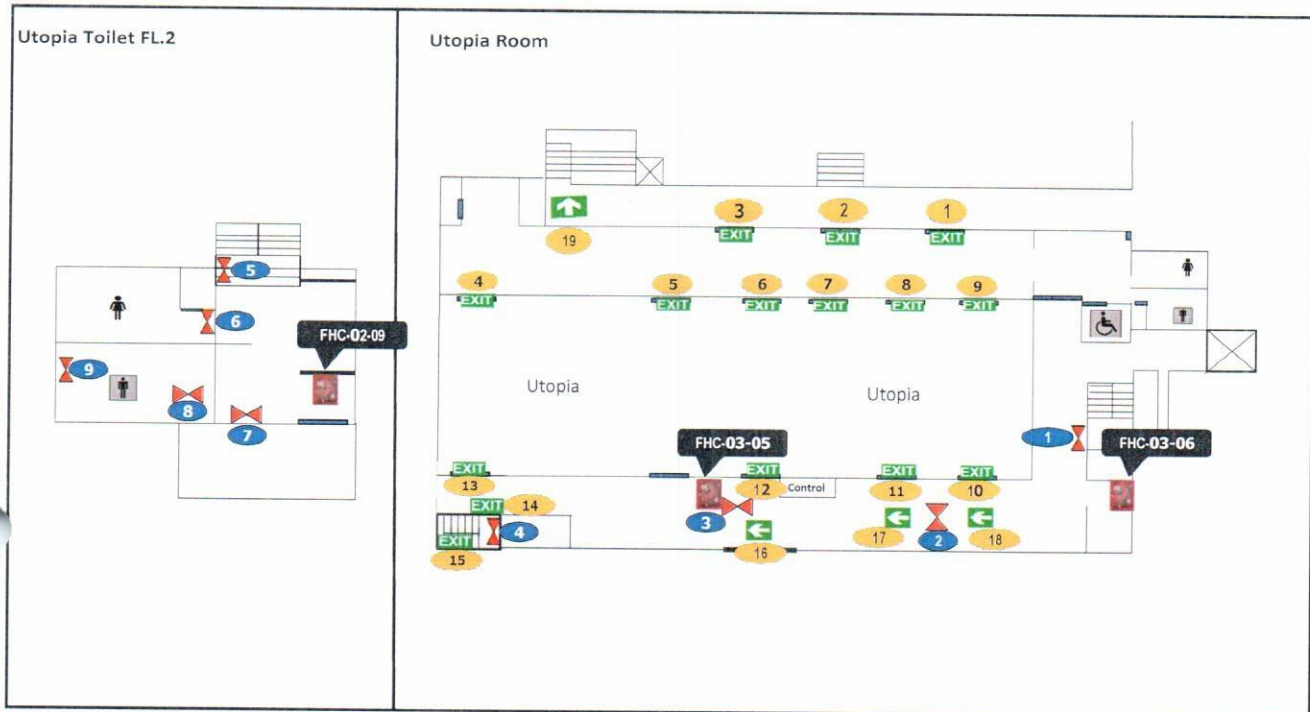 Utopia Toilet FL.2
5
6
FHC-02-09
9
8
7
Utopia Room
3
2
1
EXIT
EXIT
EXIT
19
4
5
6
7
8
9
EXIT
EXIT
EXIT
EXIT
EXIT
EXIT
Utopia
Utopia
1
FHC-03-05
FHC-03-06
EXIT
EXIT
EXIT
EXIT
13
12
Control
11
10
EXIT
14
3
4
17
2
18
EXIT
16
15